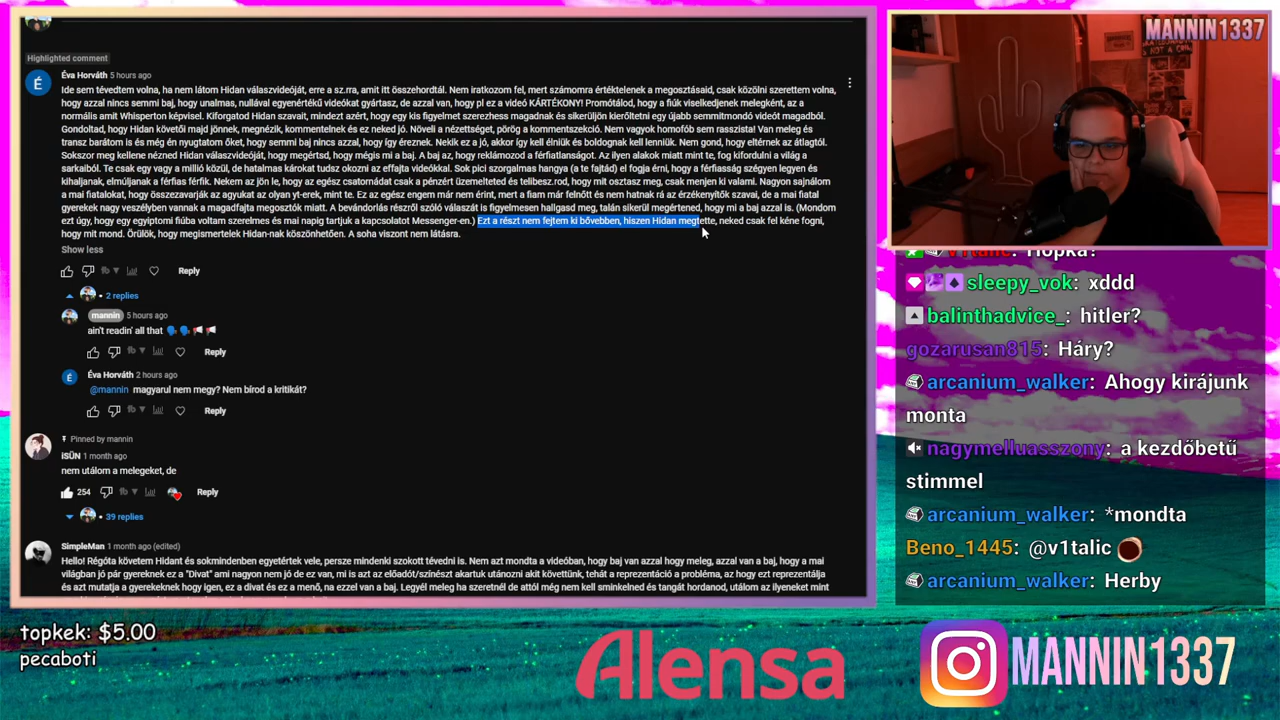 Highlighted comment
Éva Horváth 5 hours ago
Ide sem tévedtem volna, ha nem látom Hidan válaszvideóját, erre a sz.rra, amit itt összehordtál. Nem iratkozom fel, mert számomra értéktelenek a megosztásaid, csak közölni szerettem volna,
hogy azzal nincs semmi baj, hogy unalmas, nullával egyenértékű videókat gyártasz, de azzal van, hogy pl ez a videó KÁRTÉKONY! Promótálod, hogy a fiúk viselkedjenek melegként, az a
normális amit Whisperton képvisel. Kiforgatod Hidan szavait, mindezt azért, hogy egy kis figyelmet szerezhess magadnak és sikerüljön kierőltetni egy újabb semmitmondó videót magadból.
Gondoltad, hogy Hidan követői majd jönnek, megnézik, kommentelnek és ez neked jó. Növeli a nézettséget, pörög a kommentszekció. Nem vagyok homofób sem rasszista! Van meleg és
transz barátom is és még én nyugtatom őket, hogy semmi baj nincs azzal, hogy így éreznek. Nekik ez a jó, akkor így kell élniük és boldognak kell lenniük. Nem gond, hogy eltérnek az átlagtól.
Sokszor meg kellene nézned Hidan válaszvideóját, hogy megértsd, hogy mégis mi a baj. A baj az, hogy reklámozod a férfiatlanságot. Az ilyen alakok miatt mint te, fog kifordulni a világ a
sarkaiból. Te csak egy vagy a millió közül, de hatalmas károkat tudsz okozni az effajta videókkal. Sok pici szorgalmas hangya (a te fajtád) el fogja érni, hogy a férfiasság szégyen legyen és
kihaljanak, elmúljanak a férfias férfik. Nekem az jön le, hogy az egész csatornádat csak a pénzért üzemelteted és telibesz.rod, hogy mit osztasz meg, csak menjen ki valami. Nagyon sajnálom
a mai fiatalokat, hogy összezavarják az agyukat az olyan yt-erek, mint te. Ez az egész engem már nem érint, mert a fiam már felnőtt és nem hatnak rá az érzékenyítők szavai, de a mai fiatal
gyerekek nagy veszélyben vannak a magadfajta megosztók miatt. A bevándorlás részről szóló válaszát is figyelmesen hallgasd meg, talán sikerül megértened, hogy mi a baj azzal is. (Mondom
ezt úgy, hogy egy egyiptomi fiúba voltam szerelmes és mai napig tartjuk a kapcsolatot Messenger-en.) Ezt a részt nem fejtem ki bővebben, hiszen Hidan megtette, neked csak fel kéne fogni,
hogy mit mond. Örülök, hogy megismertelek Hidan-nak köszönhetően. A soha viszont nem látásra.
Show less
Reply
2 replies
mannin 5 hours ago
ain't readin' all that
Reply
Éva Horváth 2 hours ago
@mannin magyarul nem megy? Nem bírod a kritikát?
Reply
Pinned by mannin
iSÜN 1 month ago
nem utálom a melegeket, de
254 Reply
39 replies
SimpleMan 1 month ago (edited)
Hello! Régóta követem Hidant és sokmindenben egyetértek vele, persze mindenki szokott tévedni is. Nem azt mondta a videóban, hogy baj van azzal hogy meleg, azzal van a baj, hogy a mai
világban jó pár gyereknek ez a "Divat" ami nagyon nem jó de ez van, mi is azt az előadót/színészt akartuk utánozni akit követtünk, tehát a reprezentáció a probléma, az hogy ezt reprezentálja
és azt mutatja a gyerekeknek hogy igen, ez a divat és ez a menő, na ezzel van a baj. Legyél meleg ha szeretnél de attól még nem kell sminkelned és tangát hordanod, utálom az ilyeneket mint
MANNIN1337
v1talic: Hopka?
sleepy_vok: xddd
balinthadvice_: hitler?
gozarusan815: Háry?
arcanium_walker: Ahogy kirájunk
monta
nagymelluasszony: a kezdőbetű
stimmel
arcanium_walker: *mondta
Beno_1445: @v1talic
arcanium_walker: Herby
topkek: $5.00
pecaboti
Alensa
MANNIN1337